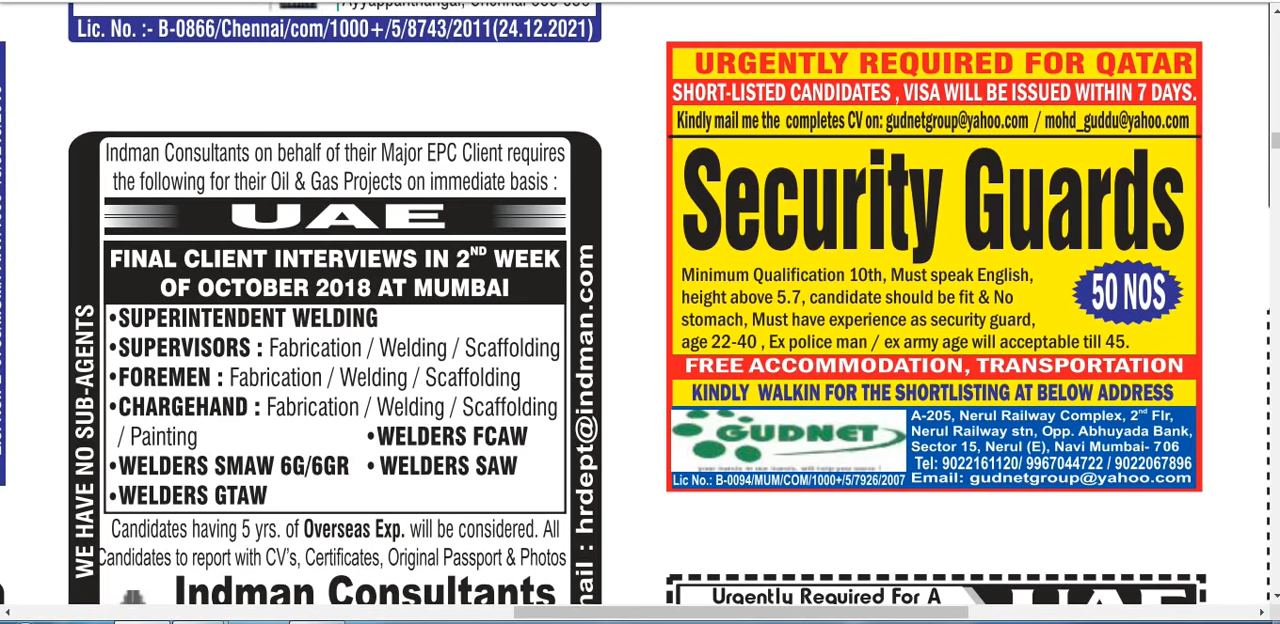 Lic. No. :- B-0866/Chennai/com/1000+/5/8743/2011(24.12.2021)
Indman Consultants on behalf of their Major EPC Client requires
the following for their Oil & Gas Projects on immediate basis :
UAE
FINAL CLIENT INTERVIEWS IN 2ND WEEK
OF OCTOBER 2018 AT MUMBAI
•SUPERINTENDENT WELDING
•SUPERVISORS : Fabrication / Welding / Scaffolding
•FOREMEN : Fabrication / Welding / Scaffolding
•CHARGEHAND : Fabrication / Welding / Scaffolding
/ Painting •WELDERS FCAW
•WELDERS SMAW 6G/6GR • WELDERS SAW
•WELDERS GTAW
Candidates having 5 yrs. of Overseas Exp. will be considered. All
Candidates to report with CV's, Certificates, Original Passport & Photos
Indman Consultants
WE HAVE NO SUB-AGENTS
nail : hrdept@indman.com
URGENTLY REQUIRED FOR QATAR
SHORT-LISTED CANDIDATES , VISA WILL BE ISSUED WITHIN 7 DAYS.
Kindly mail me the completes CV on: gudnetgroup@yahoo.com / mohd_guddu@yahoo.com
Security Guards
Minimum Qualification 10th, Must speak English,
height above 5.7, candidate should be fit & No
stomach, Must have experience as security guard,
age 22-40 , Ex police man / ex army age will acceptable till 45.
50 NOS
FREE ACCOMMODATION, TRANSPORTATION
KINDLY WALKIN FOR THE SHORTLISTING AT BELOW ADDRESS
GUDNET
Lic No.: B-0094/MUM/COM/1000+/5/7926/2007
A-205, Nerul Railway Complex, 2nd Flr,
Nerul Railway stn, Opp. Abhuyada Bank,
Sector 15, Nerul (E), Navi Mumbai- 706
Tel: 9022161120/ 9967044722 / 9022067896
Email: gudnetgroup@yahoo.com
Urgently Required For A
UAE